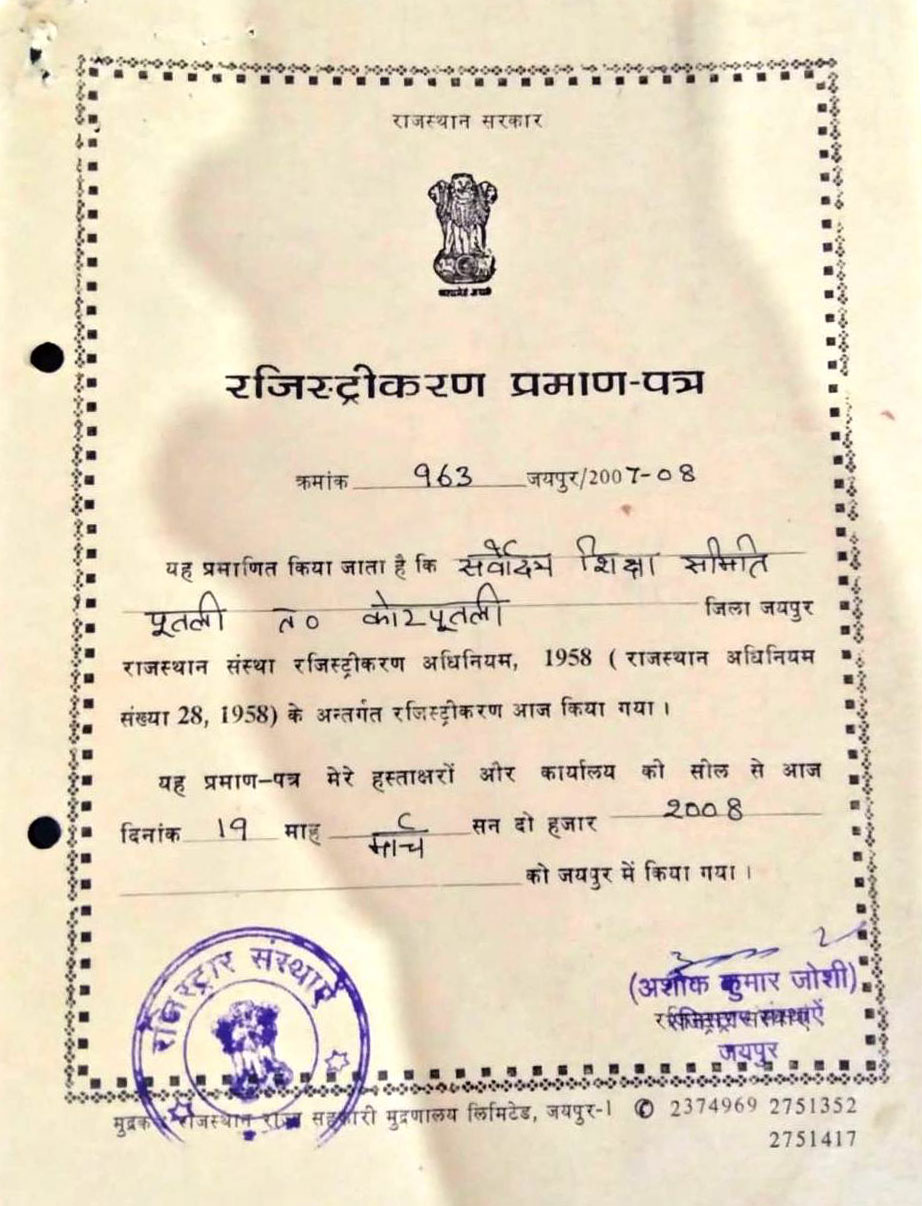 राजस्थान सरकार
सत्यमेव जयते
रजिस्ट्रीकरण प्रमाण-पत्र
क्रमांक 963 जयपुर/2007-08
यह प्रमाणित किया जाता है कि सर्वोदय शिक्षा समिति
पूतली त० कोटपूतली जिला जयपुर
राजस्थान संस्था रजिस्ट्रीकरण अधिनियम, 1958 ( राजस्थान अधिनियम
संख्या 28, 1958) के अन्तर्गत रजिस्ट्रीकरण आज किया गया ।
यह प्रमाण-पत्र मेरे हस्ताक्षरों और कार्यालय की सील से आज
दिनांक 19 माह मार्च सन दो हजार 2008
को जयपुर में किया गया ।
रजिस्ट्रार संस्थाऐं
(अशोक कुमार जोशी)
रजिस्ट्रार संस्थाऐं
जयपुर
मुद्रक : राजस्थान राज्य सहकारी मुद्रणालय लिमिटेड, जयपुर-1 ✆ 2374969 2751352
2751417